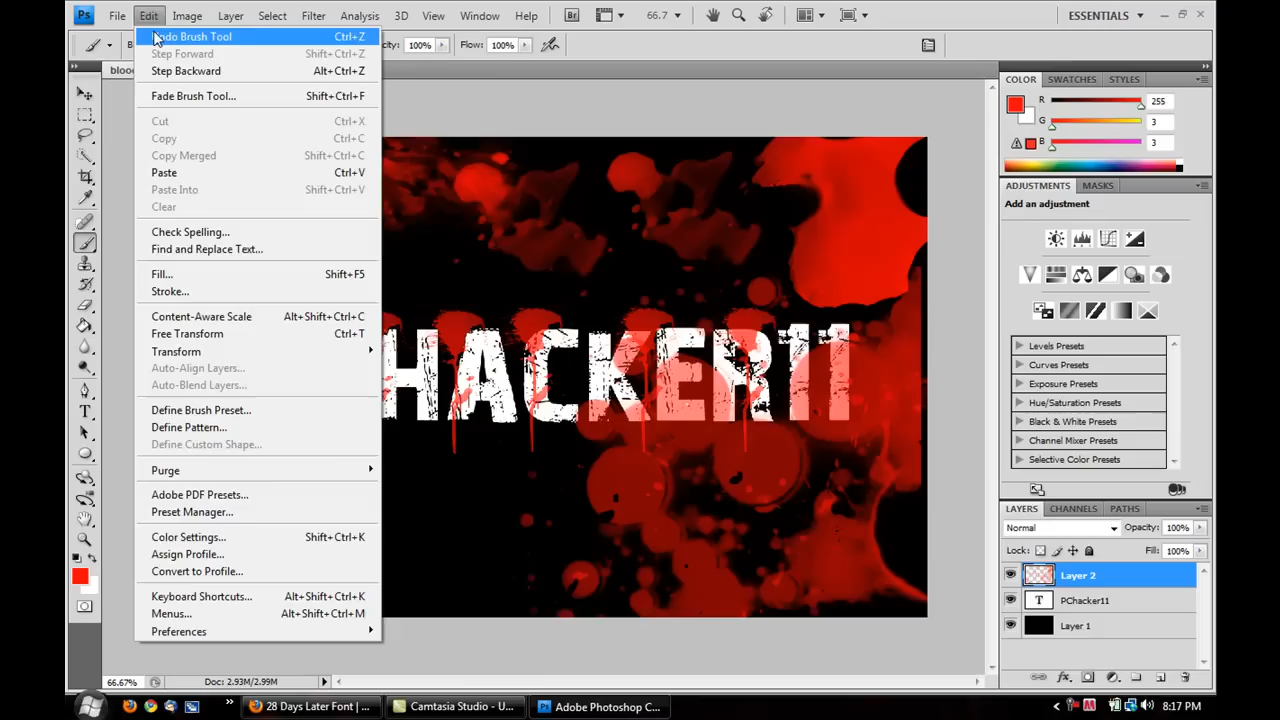 Ps File Edit Image Layer Select Filter Analysis 3D View Window Help Br 66.7 ESSENTIALS
100% Flow: 100%
Undo Brush Tool Ctrl+Z
Step Forward Shift+Ctrl+Z
Step Backward Alt+Ctrl+Z
Fade Brush Tool... Shift+Ctrl+F
Cut Ctrl+X
Copy Ctrl+C
Copy Merged Shift+Ctrl+C
Paste Ctrl+V
Paste Into Shift+Ctrl+V
Clear
Check Spelling...
Find and Replace Text...
Fill... Shift+F5
Stroke...
Content-Aware Scale Alt+Shift+Ctrl+C
Free Transform Ctrl+T
Transform
Auto-Align Layers...
Auto-Blend Layers...
Define Brush Preset...
Define Pattern...
Define Custom Shape...
Purge
Adobe PDF Presets...
Preset Manager...
Color Settings... Shift+Ctrl+K
Assign Profile...
Convert to Profile...
Keyboard Shortcuts... Alt+Shift+Ctrl+K
Menus... Alt+Shift+Ctrl+M
Preferences
HACKER11
COLOR SWATCHES STYLES
R 255
G 3
B 3
ADJUSTMENTS MASKS
Add an adjustment
Levels Presets
Curves Presets
Exposure Presets
Hue/Saturation Presets
Black & White Presets
Channel Mixer Presets
Selective Color Presets
LAYERS CHANNELS PATHS
Normal Opacity: 100%
Lock: Fill: 100%
Layer 2
T PChacker11
Layer 1
66.67% Doc: 2.93M/2.99M
28 Days Later Font | ... Camtasia Studio - U... Ps Adobe Photoshop C... 8:17 PM